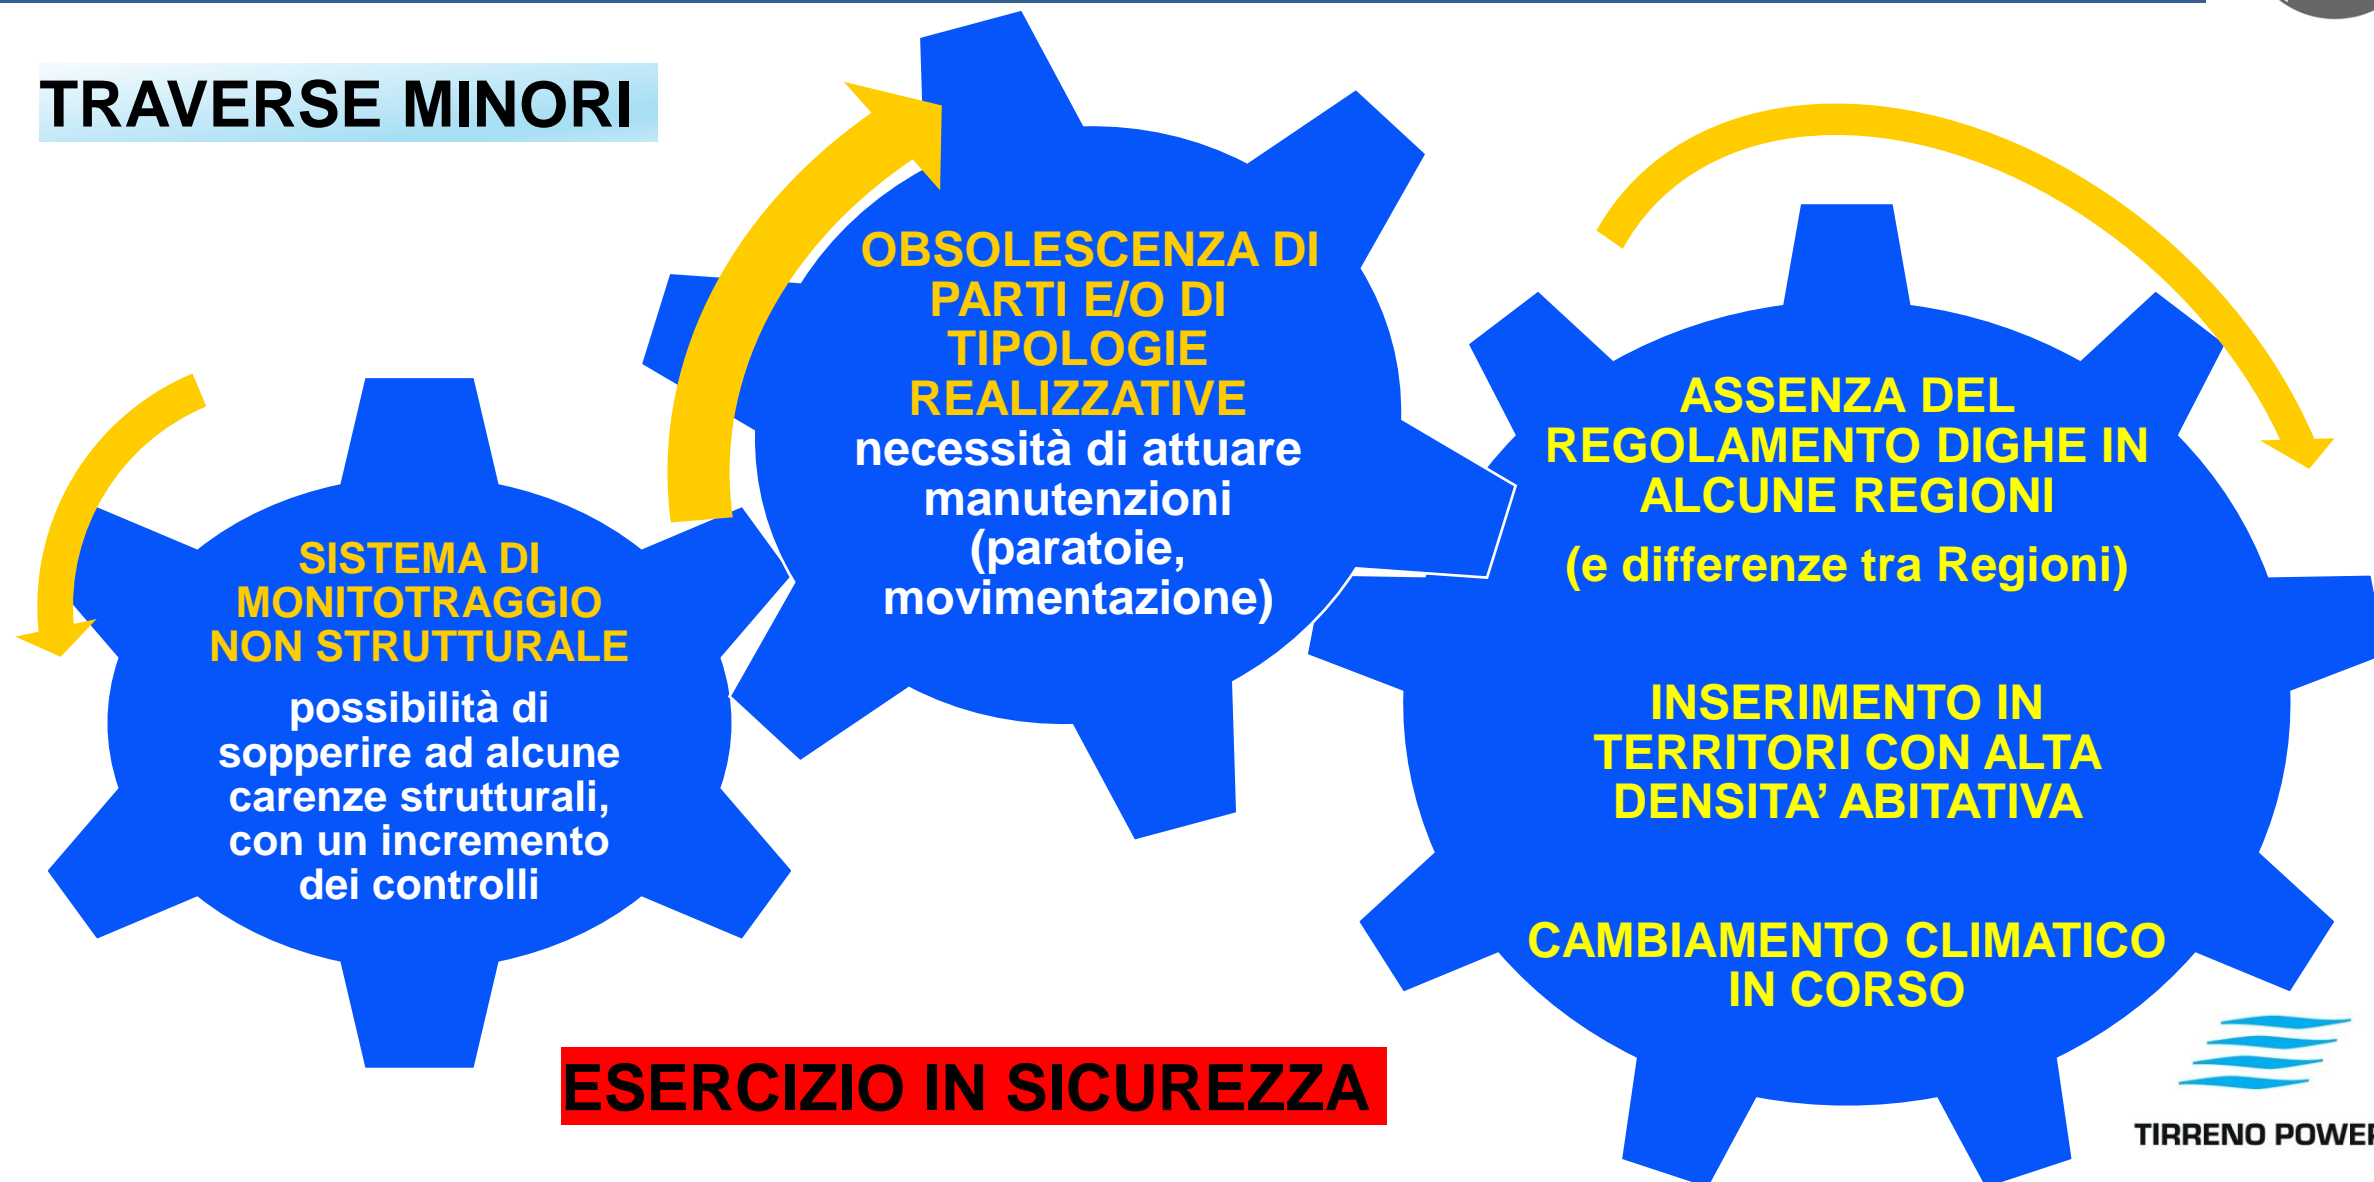 TRAVERSE MINORI
OBSOLESCENZA DI
PARTI E/O DI
TIPOLOGIE
REALIZZATIVE
necessità di attuare
manutenzioni
(paratoie,
movimentazione)
ASSENZA DEL
REGOLAMENTO DIGHE IN
ALCUNE REGIONI
(e differenze tra Regioni)
INSERIMENTO IN
TERRITORI CON ALTA
DENSITA’ ABITATIVA
CAMBIAMENTO CLIMATICO
IN CORSO
SISTEMA DI
MONITOTRAGGIO
NON STRUTTURALE
possibilità di
sopperire ad alcune
carenze strutturali,
con un incremento
dei controlli
ESERCIZIO IN SICUREZZA
TIRRENO POWER